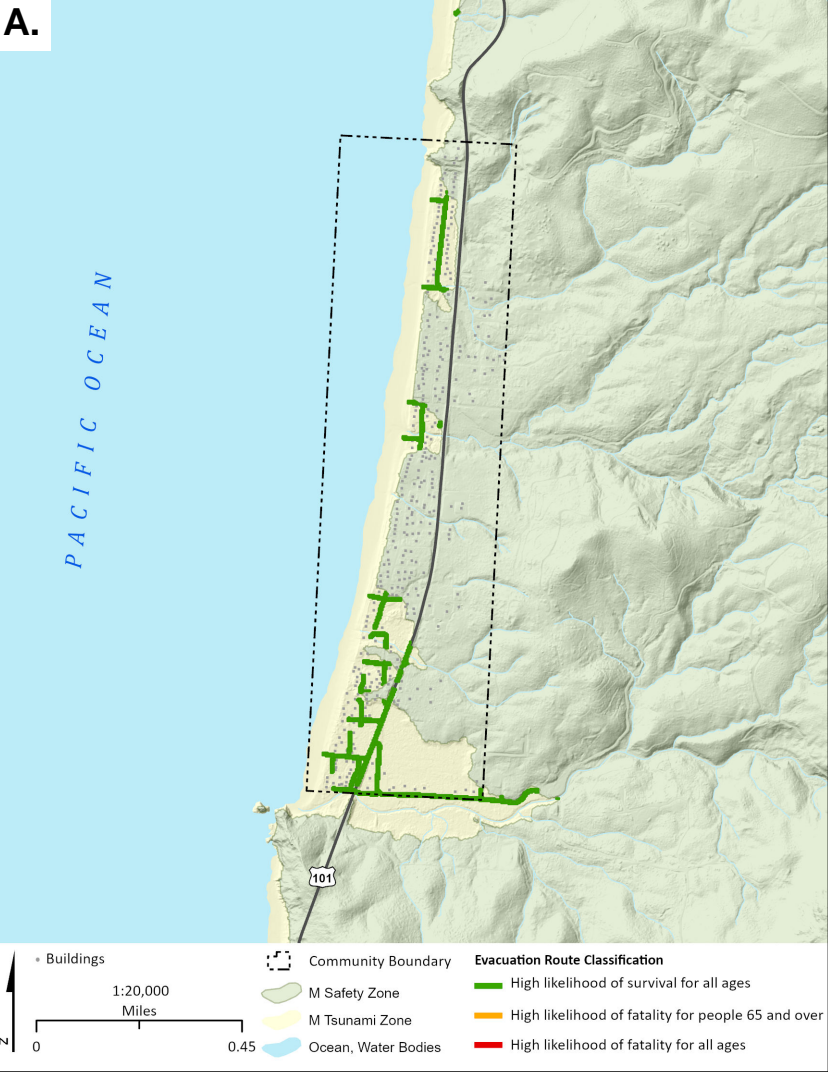 A.
PACIFIC OCEAN
101
Buildings
1:20,000
Miles
0 0.45
Community Boundary
M Safety Zone
M Tsunami Zone
Ocean, Water Bodies
Evacuation Route Classification
High likelihood of survival for all ages
High likelihood of fatality for people 65 and over
High likelihood of fatality for all ages